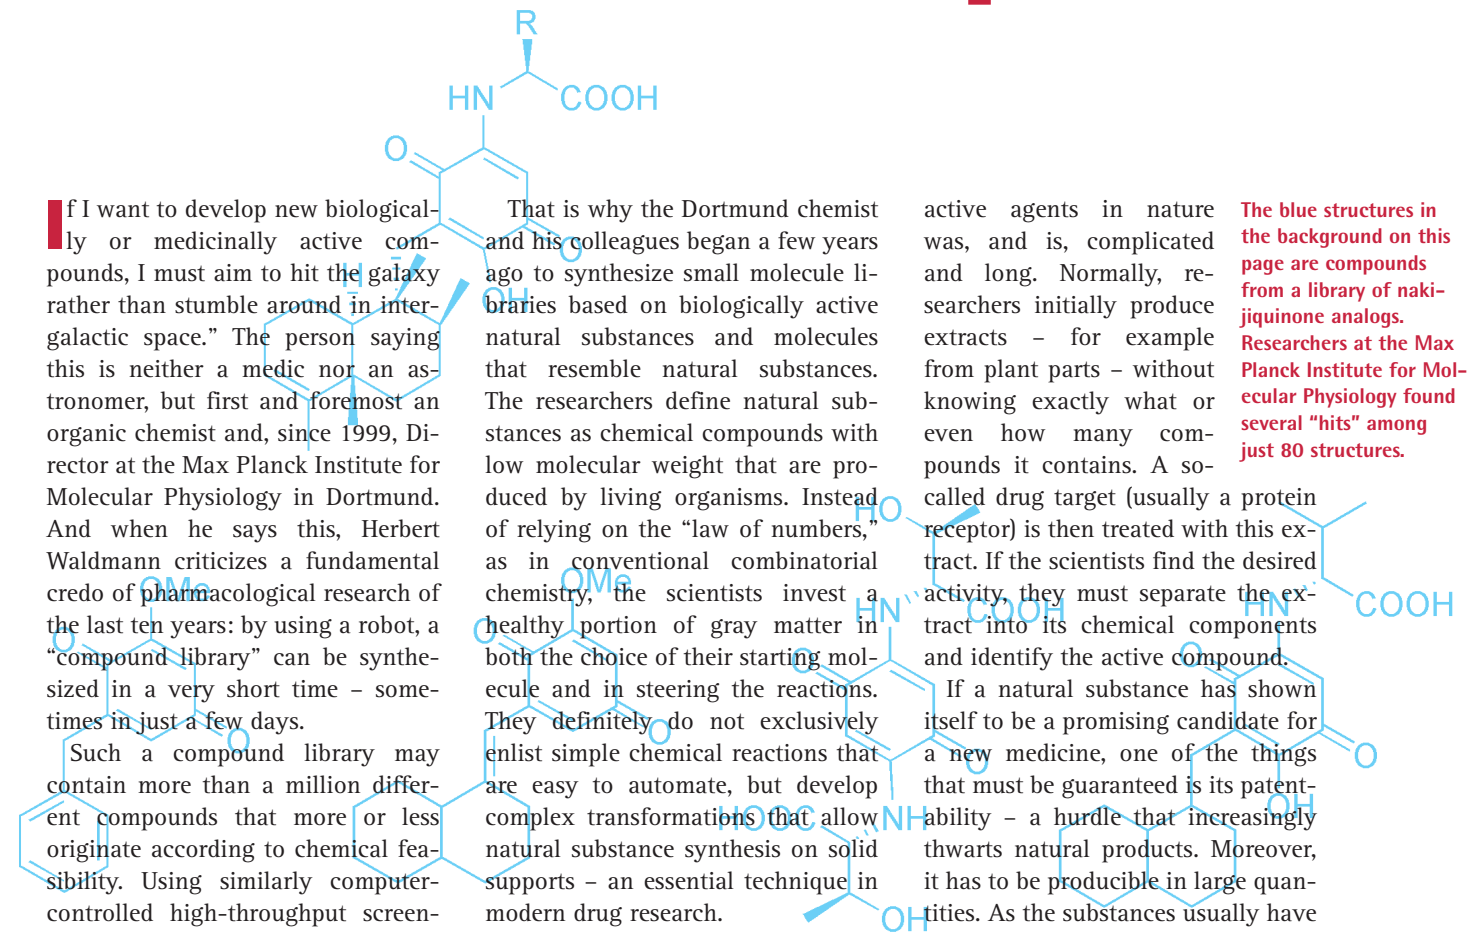 If I want to develop new biological-
ly or medicinally active com-
pounds, I must aim to hit the galaxy
rather than stumble around in inter-
galactic space.” The person saying
this is neither a medic nor an as-
tronomer, but first and foremost an
organic chemist and, since 1999, Di-
rector at the Max Planck Institute for
Molecular Physiology in Dortmund.
And when he says this, Herbert
Waldmann criticizes a fundamental
credo of pharmacological research of
the last ten years: by using a robot, a
“compound library” can be synthe-
sized in a very short time – some-
times in just a few days.
Such a compound library may
contain more than a million differ-
ent compounds that more or less
originate according to chemical fea-
sibility. Using similarly computer-
controlled high-throughput screen-
That is why the Dortmund chemist
and his colleagues began a few years
ago to synthesize small molecule li-
braries based on biologically active
natural substances and molecules
that resemble natural substances.
The researchers define natural sub-
stances as chemical compounds with
low molecular weight that are pro-
duced by living organisms. Instead
of relying on the “law of numbers,”
as in conventional combinatorial
chemistry, the scientists invest a
healthy portion of gray matter in
both the choice of their starting mol-
ecule and in steering the reactions.
They definitely do not exclusively
enlist simple chemical reactions that
are easy to automate, but develop
complex transformations that allow
natural substance synthesis on solid
supports – an essential technique in
modern drug research.
active agents in nature
was, and is, complicated
and long. Normally, re-
searchers initially produce
extracts – for example
from plant parts – without
knowing exactly what or
even how many com-
pounds it contains. A so-
called drug target (usually a protein
receptor) is then treated with this ex-
tract. If the scientists find the desired
activity, they must separate the ex-
tract into its chemical components
and identify the active compound.
If a natural substance has shown
itself to be a promising candidate for
a new medicine, one of the things
that must be guaranteed is its patent-
ability – a hurdle that increasingly
thwarts natural products. Moreover,
it has to be producible in large quan-
tities. As the substances usually have
The blue structures in
the background on this
page are compounds
from a library of naki-
jiquinone analogs.
Researchers at the Max
Planck Institute for Mol-
ecular Physiology found
several “hits” among
just 80 structures.
R
HN
COOH
O
O
H
OH
OMe
O
O
OMe
O
O
HO
HN
COOH
O
O
HOOC
NH
OH
HN
COOH
O
O
OH